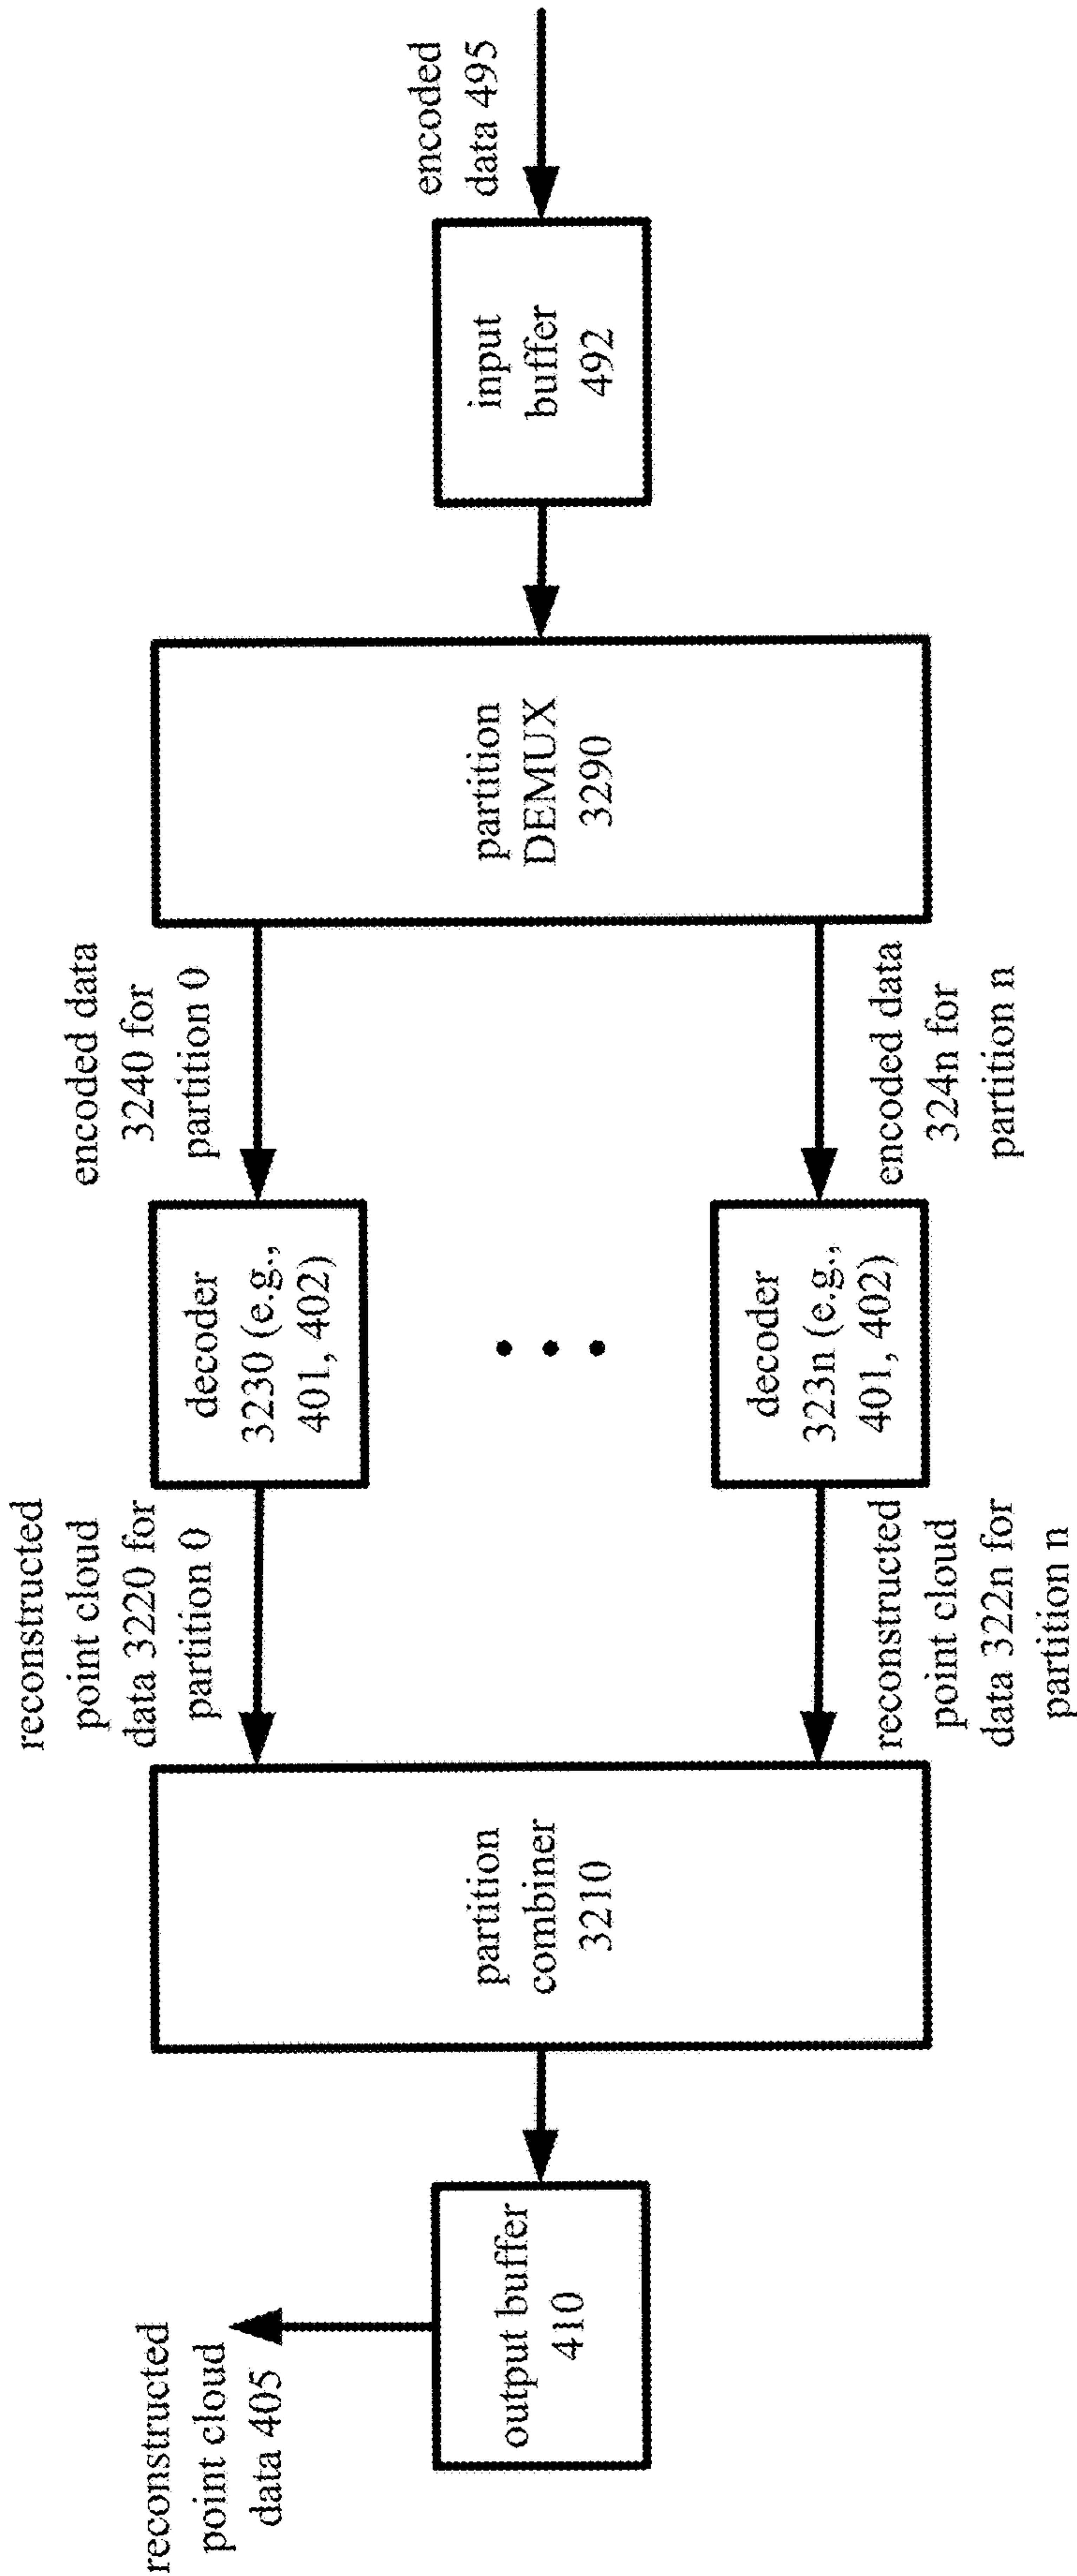 reconstructed
point cloud
data 405
output buffer
410
partition
combiner
3210
reconstructed
point cloud
data 3220 for
partition 0
reconstructed
point cloud
data 322n for
partition n
decoder
3230 (e.g.,
401, 402)
decoder
323n (e.g.,
401, 402)
encoded data
3240 for
partition 0
encoded data
324n for
partition n
partition
DEMUX
3290
input
buffer
492
encoded
data 495